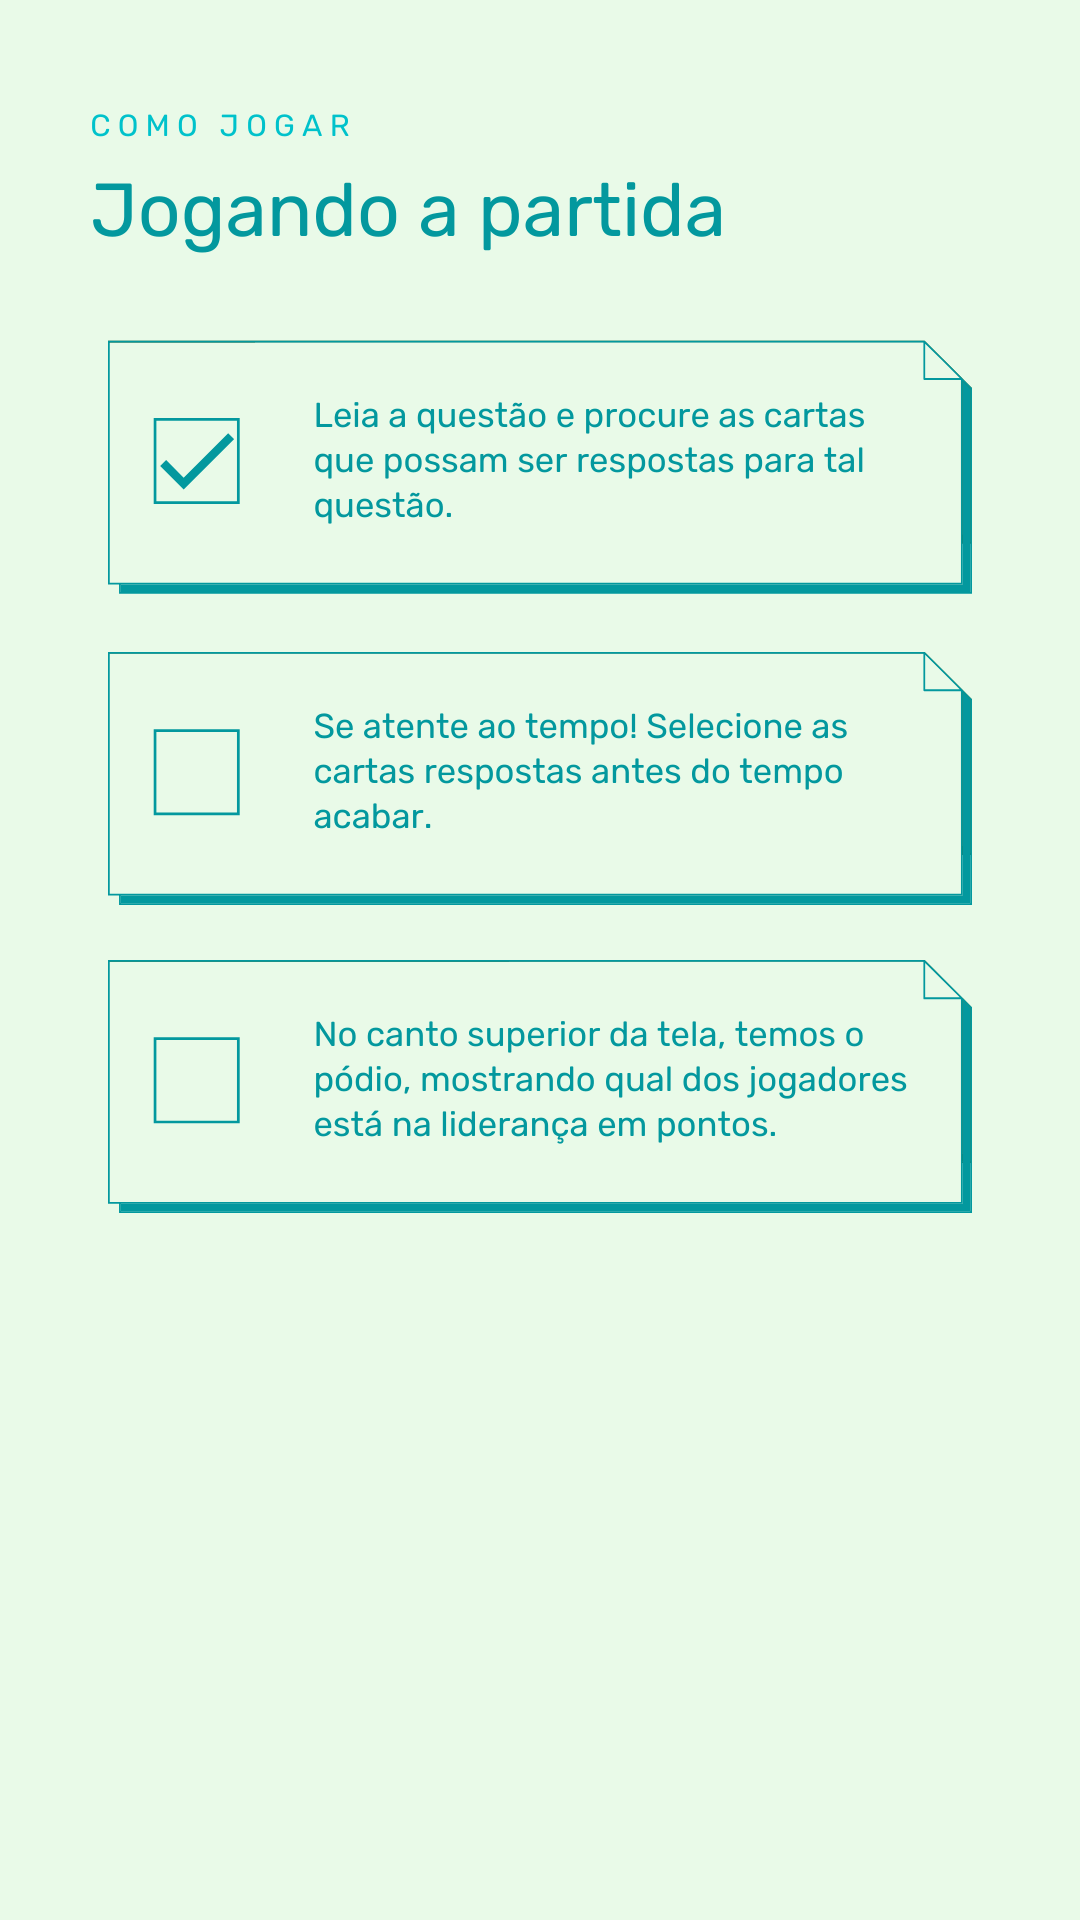 COMO JOGAR
Jogando a partida
Leia a questão e procure as cartas
que possam ser respostas para tal
questão.
Se atente ao tempo! Selecione as
cartas respostas antes do tempo
acabar.
No canto superior da tela, temos o
pódio, mostrando qual dos jogadores
está na liderança em pontos.